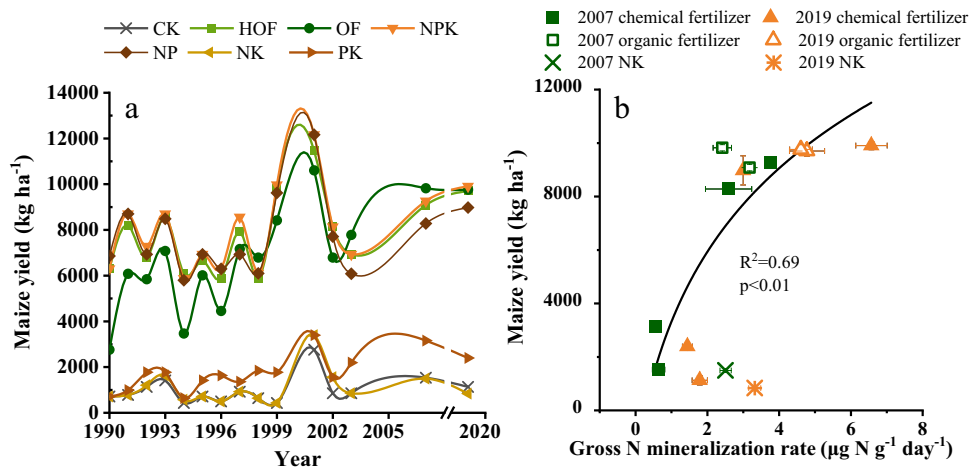 CK HOF OF NPK
NP NK PK
a
14000
12000
10000
8000
6000
4000
2000
0
Maize yield (kg ha⁻¹)
1990 1993 1996 1999 2002 2005 2020
Year
2007 chemical fertilizer 2019 chemical fertilizer
2007 organic fertilizer 2019 organic fertilizer
2007 NK 2019 NK
b
12000
8000
4000
0
Maize yield (kg ha⁻¹)
R²=0.69
p<0.01
0 2 4 6 8
Gross N mineralization rate (μg N g⁻¹ day⁻¹)